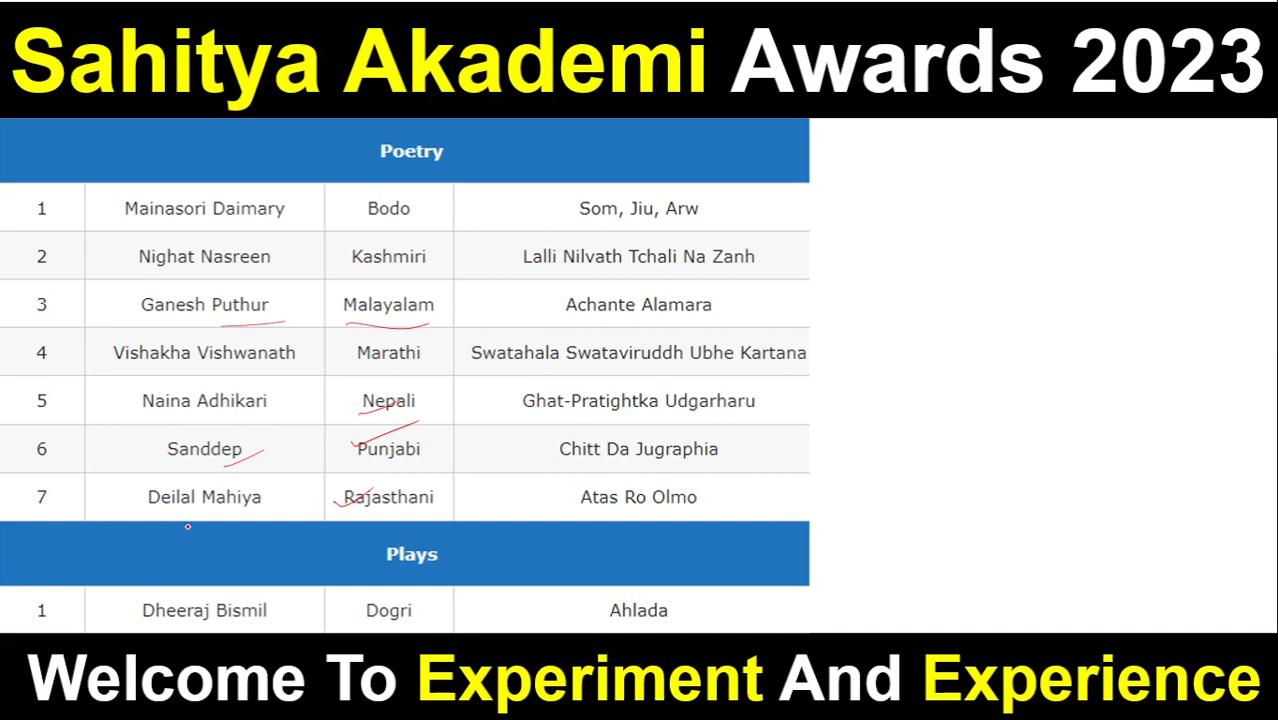 Sahitya Akademi Awards 2023
Poetry
1 Mainasori Daimary Bodo Som, Jiu, Arw
2 Nighat Nasreen Kashmiri Lalli Nilvath Tchali Na Zanh
3 Ganesh Puthur Malayalam Achante Alamara
4 Vishakha Vishwanath Marathi Swatahala Swataviruddh Ubhe Kartana
5 Naina Adhikari Nepali Ghat-Pratightka Udgarharu
6 Sanddep Punjabi Chitt Da Jugraphia
7 Deilal Mahiya Rajasthani Atas Ro Olmo
Plays
1 Dheeraj Bismil Dogri Ahlada
Welcome To Experiment And Experience